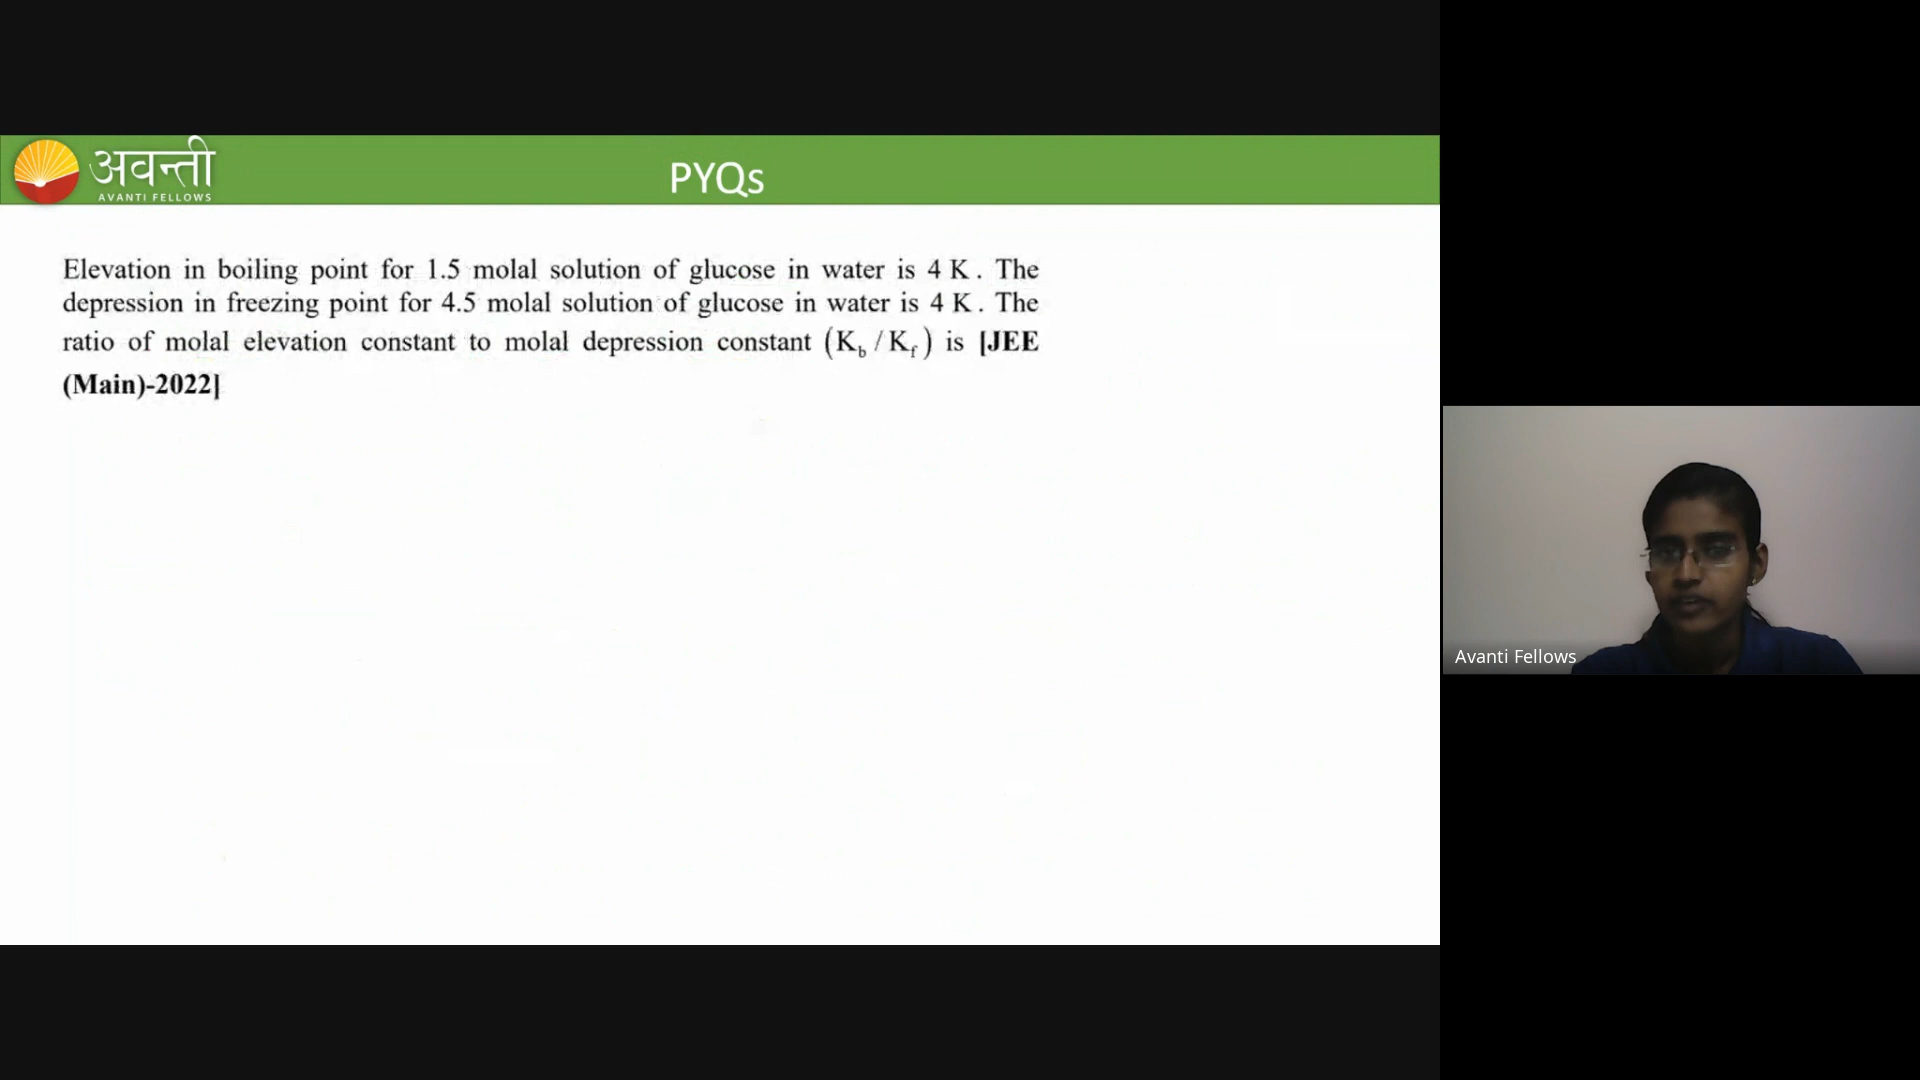 अवन्ती
AVANTI FELLOWS
PYQs
Elevation in boiling point for 1.5 molal solution of glucose in water is 4 K. The
depression in freezing point for 4.5 molal solution of glucose in water is 4 K. The
ratio of molal elevation constant to molal depression constant (K_b / K_f) is [JEE
(Main)-2022]
Avanti Fellows